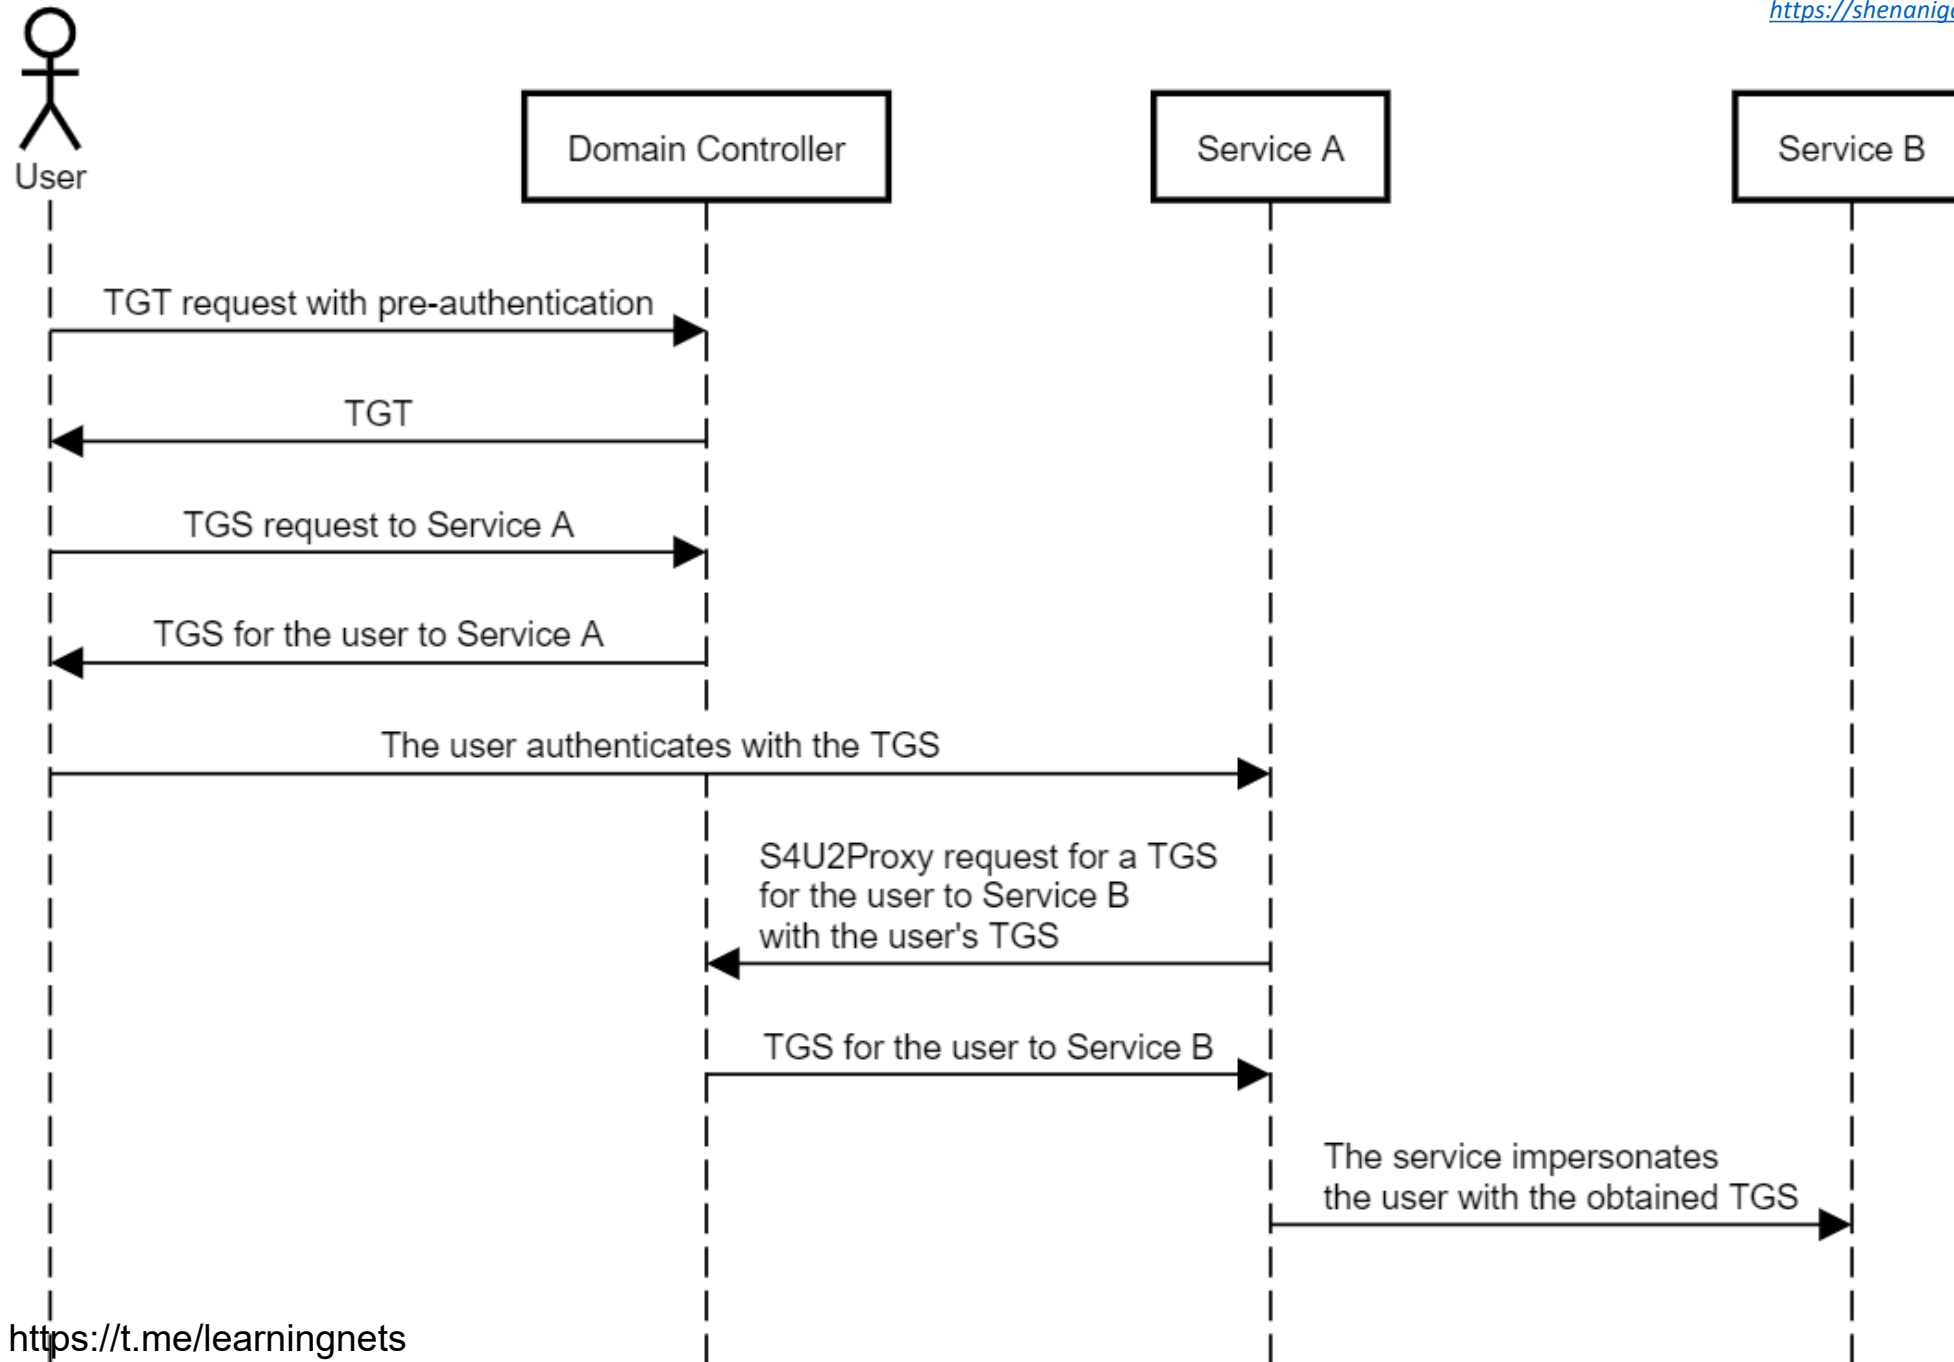 https://shenaniga
User
Domain Controller
Service A
Service B
TGT request with pre-authentication
TGT
TGS request to Service A
TGS for the user to Service A
The user authenticates with the TGS
S4U2Proxy request for a TGS
for the user to Service B
with the user's TGS
TGS for the user to Service B
The service impersonates
the user with the obtained TGS
https://t.me/learningnets